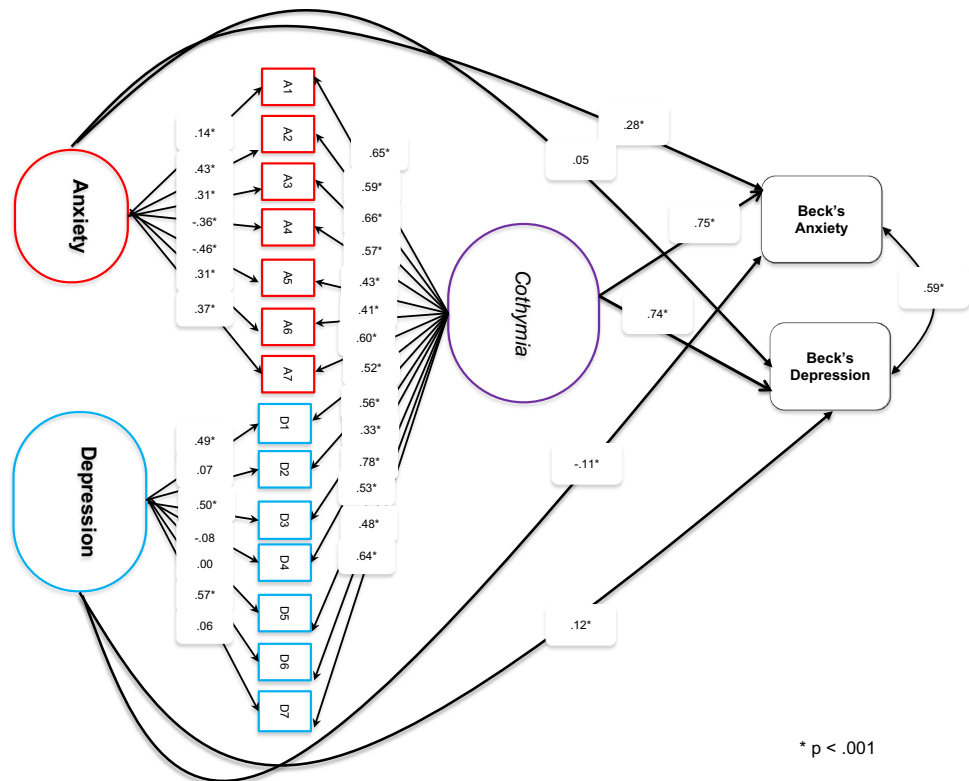 A1
A2
A3
A4
A5
A6
A7
D1
D2
D3
D4
D5
D6
D7
Anxiety
Depression
Cothymia
Beck's
Anxiety
Beck's
Depression
.14*
.43*
.31*
-.36*
-.46*
.31*
.37*
.49*
.07
.50*
-.08
.00
.57*
.06
.65*
.59*
.66*
.57*
.43*
.41*
.60*
.52*
.56*
.33*
.78*
.53*
.48*
.64*
.28*
.05
.75*
.74*
.59*
-.11*
.12*
* p < .001